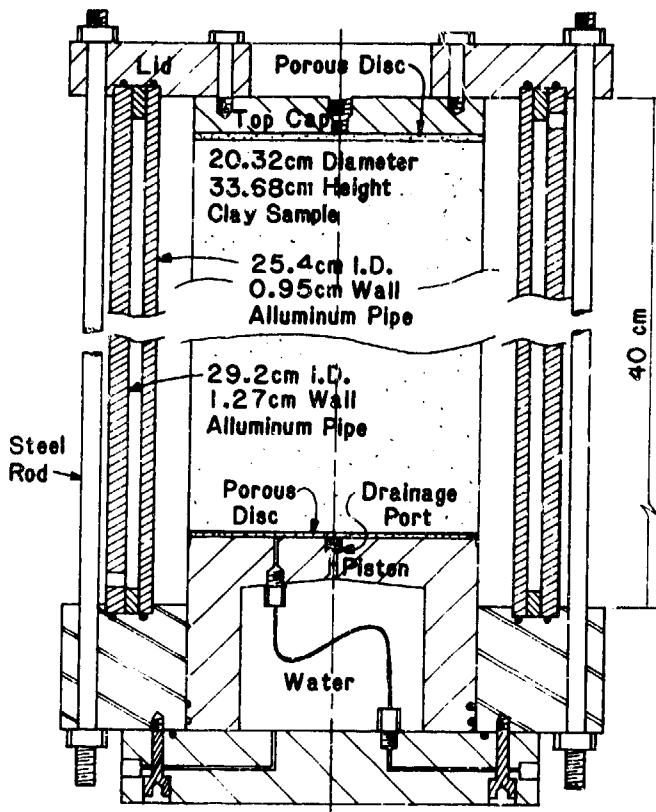 Lid
Porous Disc
Top Cap
20.32cm Diameter
33.68cm Height
Clay Sample
25.4cm I.D.
0.95cm Wall
Alluminum Pipe
40 cm
29.2cm I.D.
1.27cm Wall
Alluminum Pipe
Steel
Rod
Porous
Disc
Drainage
Port
Piston
Water